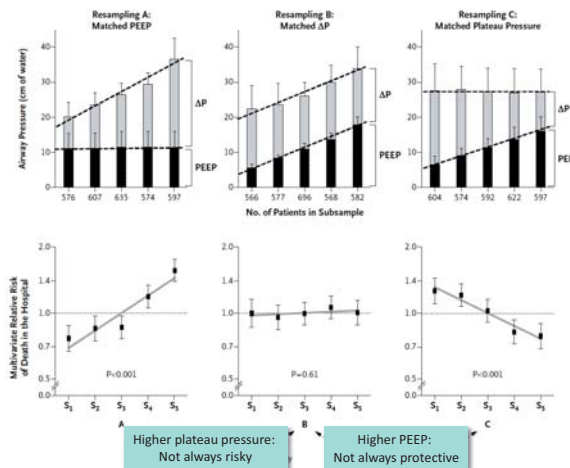 Resampling A:
Matched PEEP
Resampling B:
Matched ΔP
Resampling C:
Matched Plateau Pressure
Airway Pressure (cm of water)
40
30
20
10
0
ΔP
PEEP
576 607 635 574 597
40
30
20
10
0
ΔP
PEEP
566 577 696 568 582
40
30
20
10
0
ΔP
PE
604 574 592 622 597
No. of Patients in Subsample
Multivariate Relative Risk
of Death in the Hospital
2.0
1.4
1.0
0.7
0.5
0.0
P<0.001
S1 S2 S3 S4 S5
A
2.0
1.4
1.0
0.7
0.5
0.0
P=0.61
S1 S2 S3 S4 S5
B
2.0
1.4
1.0
0.7
0.5
0.0
P<0.001
S1 S2 S3 S4 S5
C
Higher plateau pressure:
Not always risky
Higher PEEP:
Not always protective